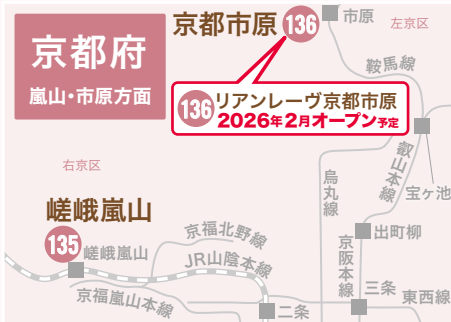 京都府
嵐山・市原方面
京都市原
136
市原
左京区
鞍馬線
136
リアンレーヴ京都市原
2026年2月オープン予定
叡山本線
宝ヶ池
右京区
烏丸線
嵯峨嵐山
135
嵯峨嵐山
京福北野線
JR山陰本線
出町柳
京阪本線
京福嵐山本線
二条
三条
東西線